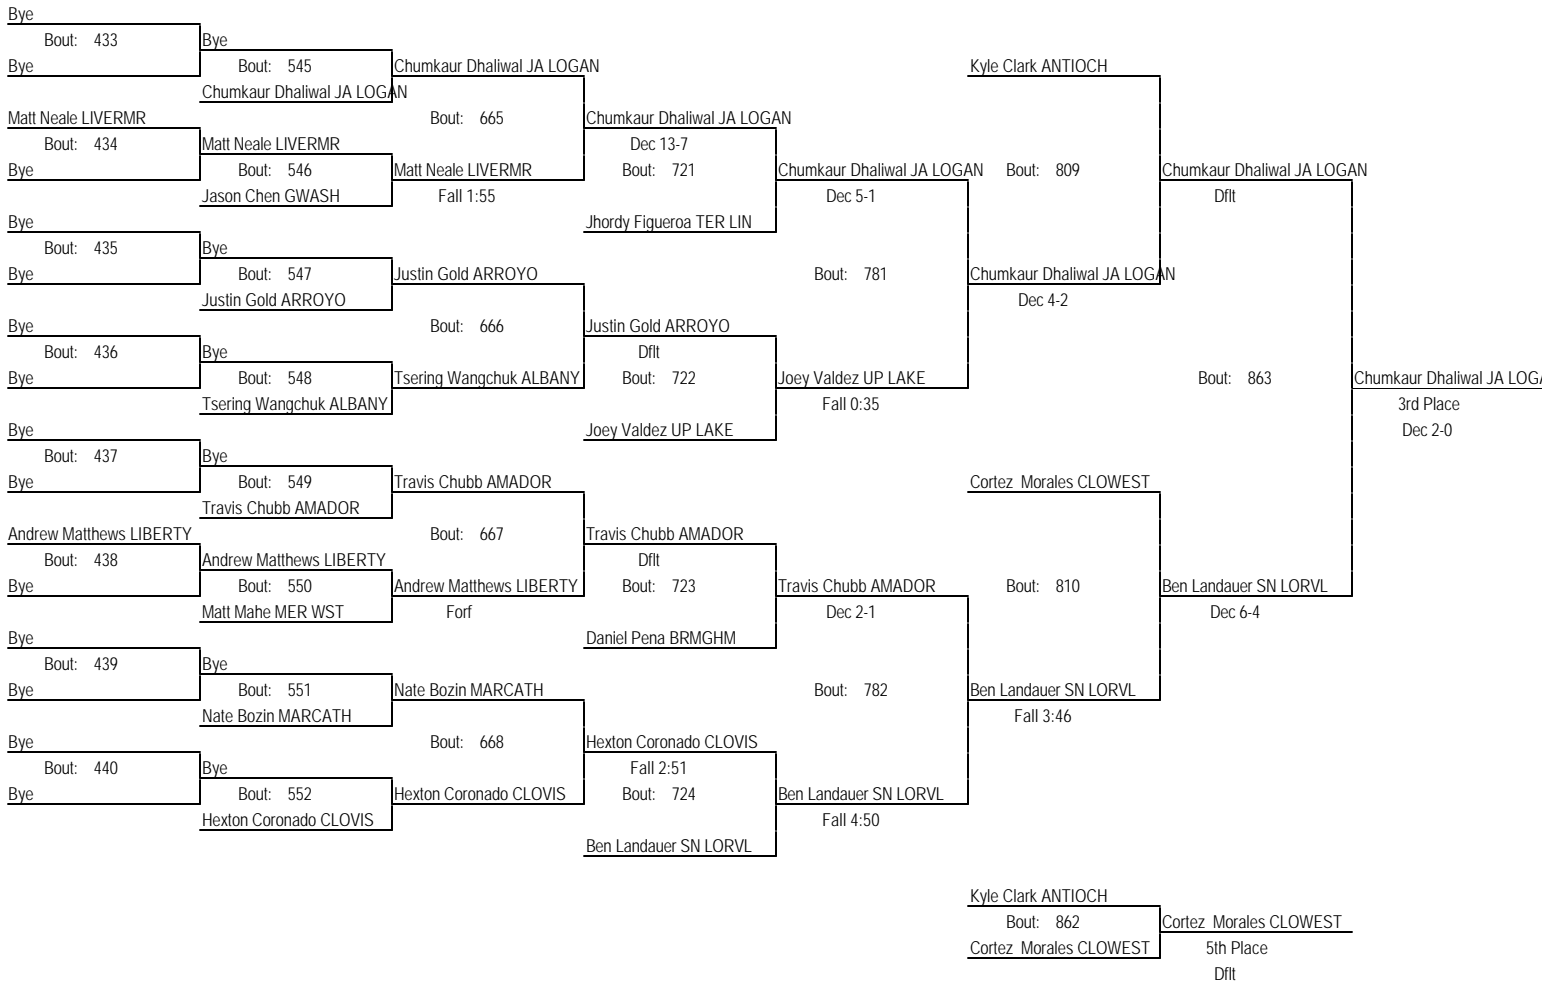 Bye
Bout: 433
Bye
Bye
Bout: 545
Chumkaur Dhaliwal JA LOGAN
Matt Neale LIVERMR
Bout: 434
Bye
Matt Neale LIVERMR
Bout: 546
Jason Chen GWASH
Bye
Bout: 435
Bye
Bye
Bout: 547
Justin Gold ARROYO
Bye
Bout: 436
Bye
Bye
Bout: 548
Tsering Wangchuk ALBANY
Bye
Bout: 437
Bye
Bye
Bout: 549
Travis Chubb AMADOR
Andrew Matthews LIBERTY
Bout: 438
Bye
Andrew Matthews LIBERTY
Bout: 550
Matt Mahe MER WST
Bye
Bout: 439
Bye
Bye
Bout: 551
Nate Bozin MARCATH
Bye
Bout: 440
Bye
Bye
Bout: 552
Hexton Coronado CLOVIS
Chumkaur Dhaliwal JA LOGAN
Bout: 665
Matt Neale LIVERMR
Fall 1:55
Justin Gold ARROYO
Bout: 666
Tsering Wangchuk ALBANY
Travis Chubb AMADOR
Bout: 667
Andrew Matthews LIBERTY
Forf
Nate Bozin MARCATH
Bout: 668
Hexton Coronado CLOVIS
Chumkaur Dhaliwal JA LOGAN
Dec 13-7
Bout: 721
Jhordy Figueroa TER LIN
Justin Gold ARROYO
Dflt
Bout: 722
Joey Valdez UP LAKE
Travis Chubb AMADOR
Dflt
Bout: 723
Daniel Pena BRMGHM
Hexton Coronado CLOVIS
Fall 2:51
Bout: 724
Ben Landauer SN LORVL
Chumkaur Dhaliwal JA LOGAN
Dec 5-1
Bout: 781
Joey Valdez UP LAKE
Fall 0:35
Travis Chubb AMADOR
Dec 2-1
Bout: 782
Ben Landauer SN LORVL
Fall 4:50
Kyle Clark ANTIOCH
Bout: 809
Chumkaur Dhaliwal JA LOGAN
Dec 4-2
Cortez Morales CLOWEST
Bout: 810
Ben Landauer SN LORVL
Fall 3:46
Chumkaur Dhaliwal JA LOGAN
Dflt
Bout: 863
Ben Landauer SN LORVL
Dec 6-4
Chumkaur Dhaliwal JA LOGA
3rd Place
Dec 2-0
Kyle Clark ANTIOCH
Bout: 862
Cortez Morales CLOWEST
Cortez Morales CLOWEST
5th Place
Dflt